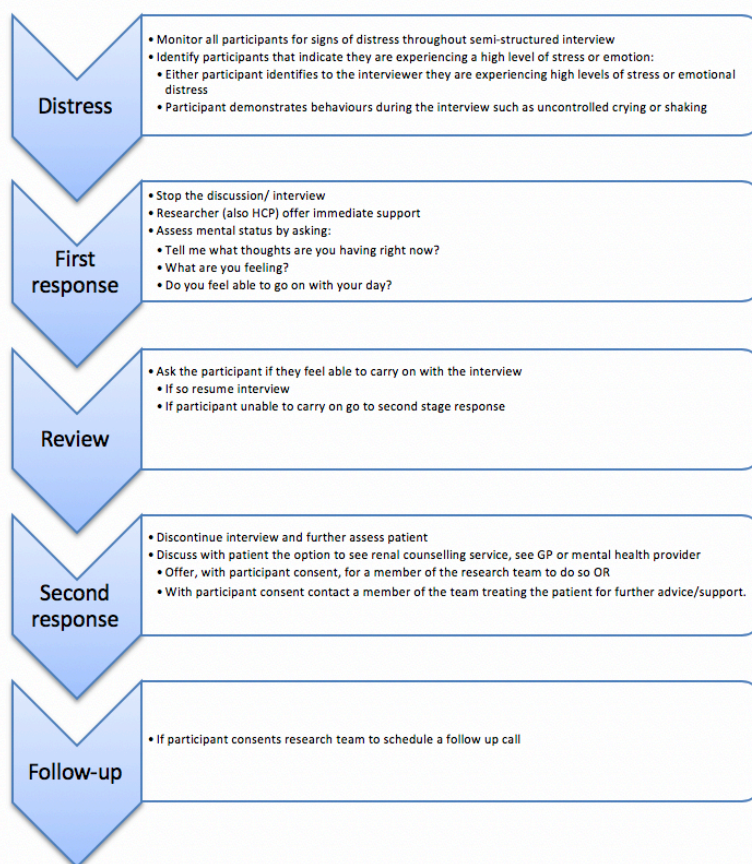 Distress
• Monitor all participants for signs of distress throughout semi-structured interview
• Identify participants that indicate they are experiencing a high level of stress or emotion:
• Either participant identifies to the interviewer they are experiencing high levels of stress or emotional
distress
• Participant demonstrates behaviours during the interview such as uncontrolled crying or shaking
First
response
• Stop the discussion/ interview
• Researcher (also HCP) offer immediate support
• Assess mental status by asking:
• Tell me what thoughts are you having right now?
• What are you feeling?
• Do you feel able to go on with your day?
Review
• Ask the participant if they feel able to carry on with the interview
• If so resume interview
• If participant unable to carry on go to second stage response
Second
response
• Discontinue interview and further assess patient
• Discuss with patient the option to see renal counselling service, see GP or mental health provider
• Offer, with participant consent, for a member of the research team to do so OR
• With participant consent contact a member of the team treating the patient for further advice/support.
Follow-up
• If participant consents research team to schedule a follow up call